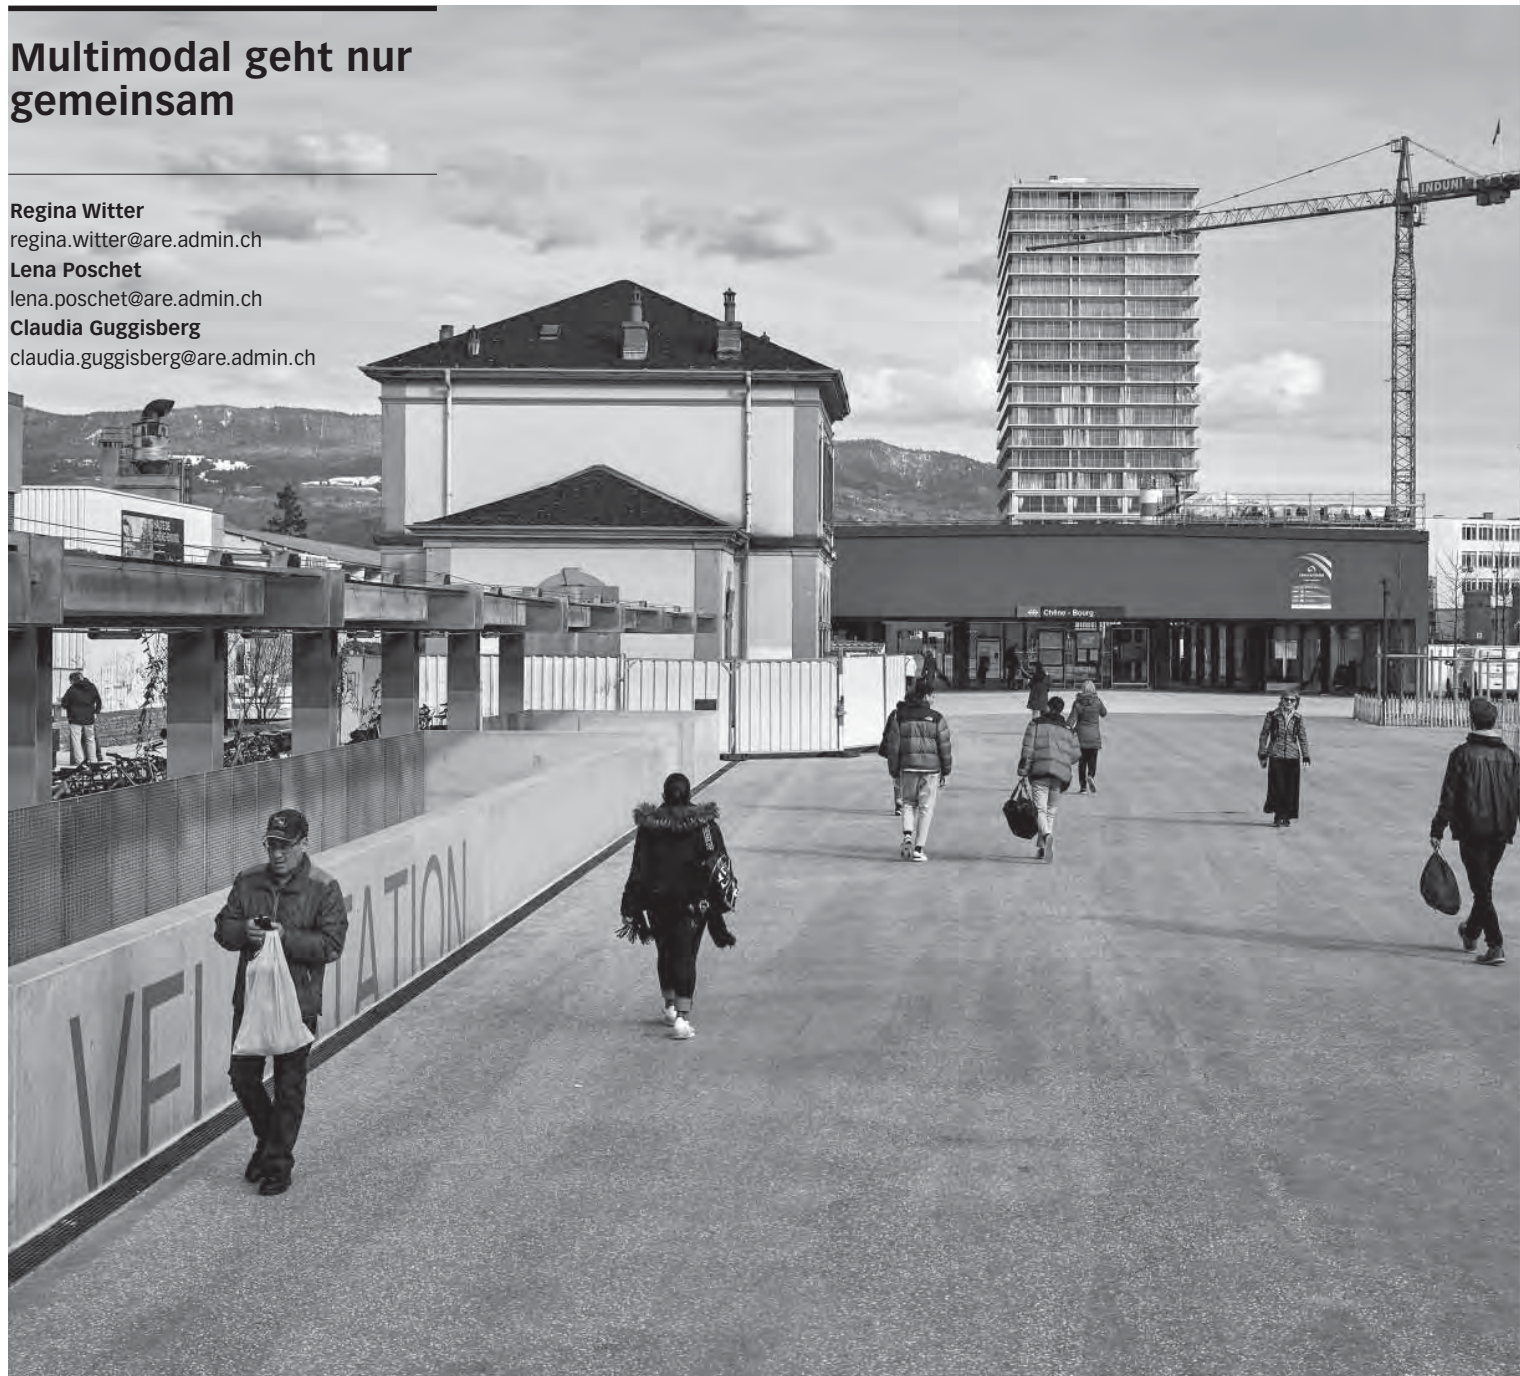 Multimodal geht nur
gemeinsam
Regina Witter
regina.witter@are.admin.ch
Lena Poschet
lena.poschet@are.admin.ch
Claudia Guggisberg
claudia.guggisberg@are.admin.ch
INDUNI
Chêne - Bourg